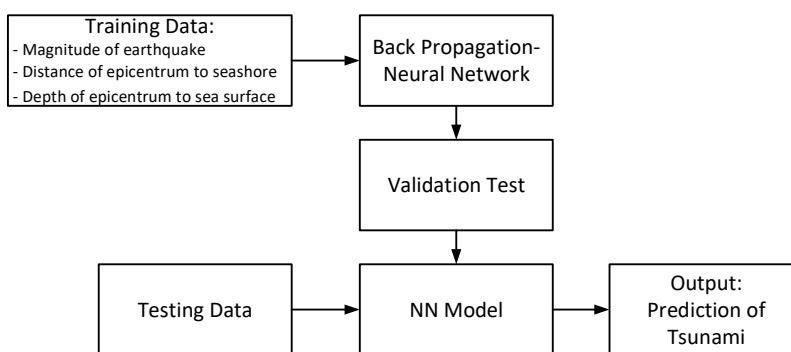 Training Data:
- Magnitude of earthquake
- Distance of epicentrum to seashore
- Depth of epicentrum to sea surface
Back Propagation-
Neural Network
Validation Test
Testing Data
NN Model
Output:
Prediction of
Tsunami